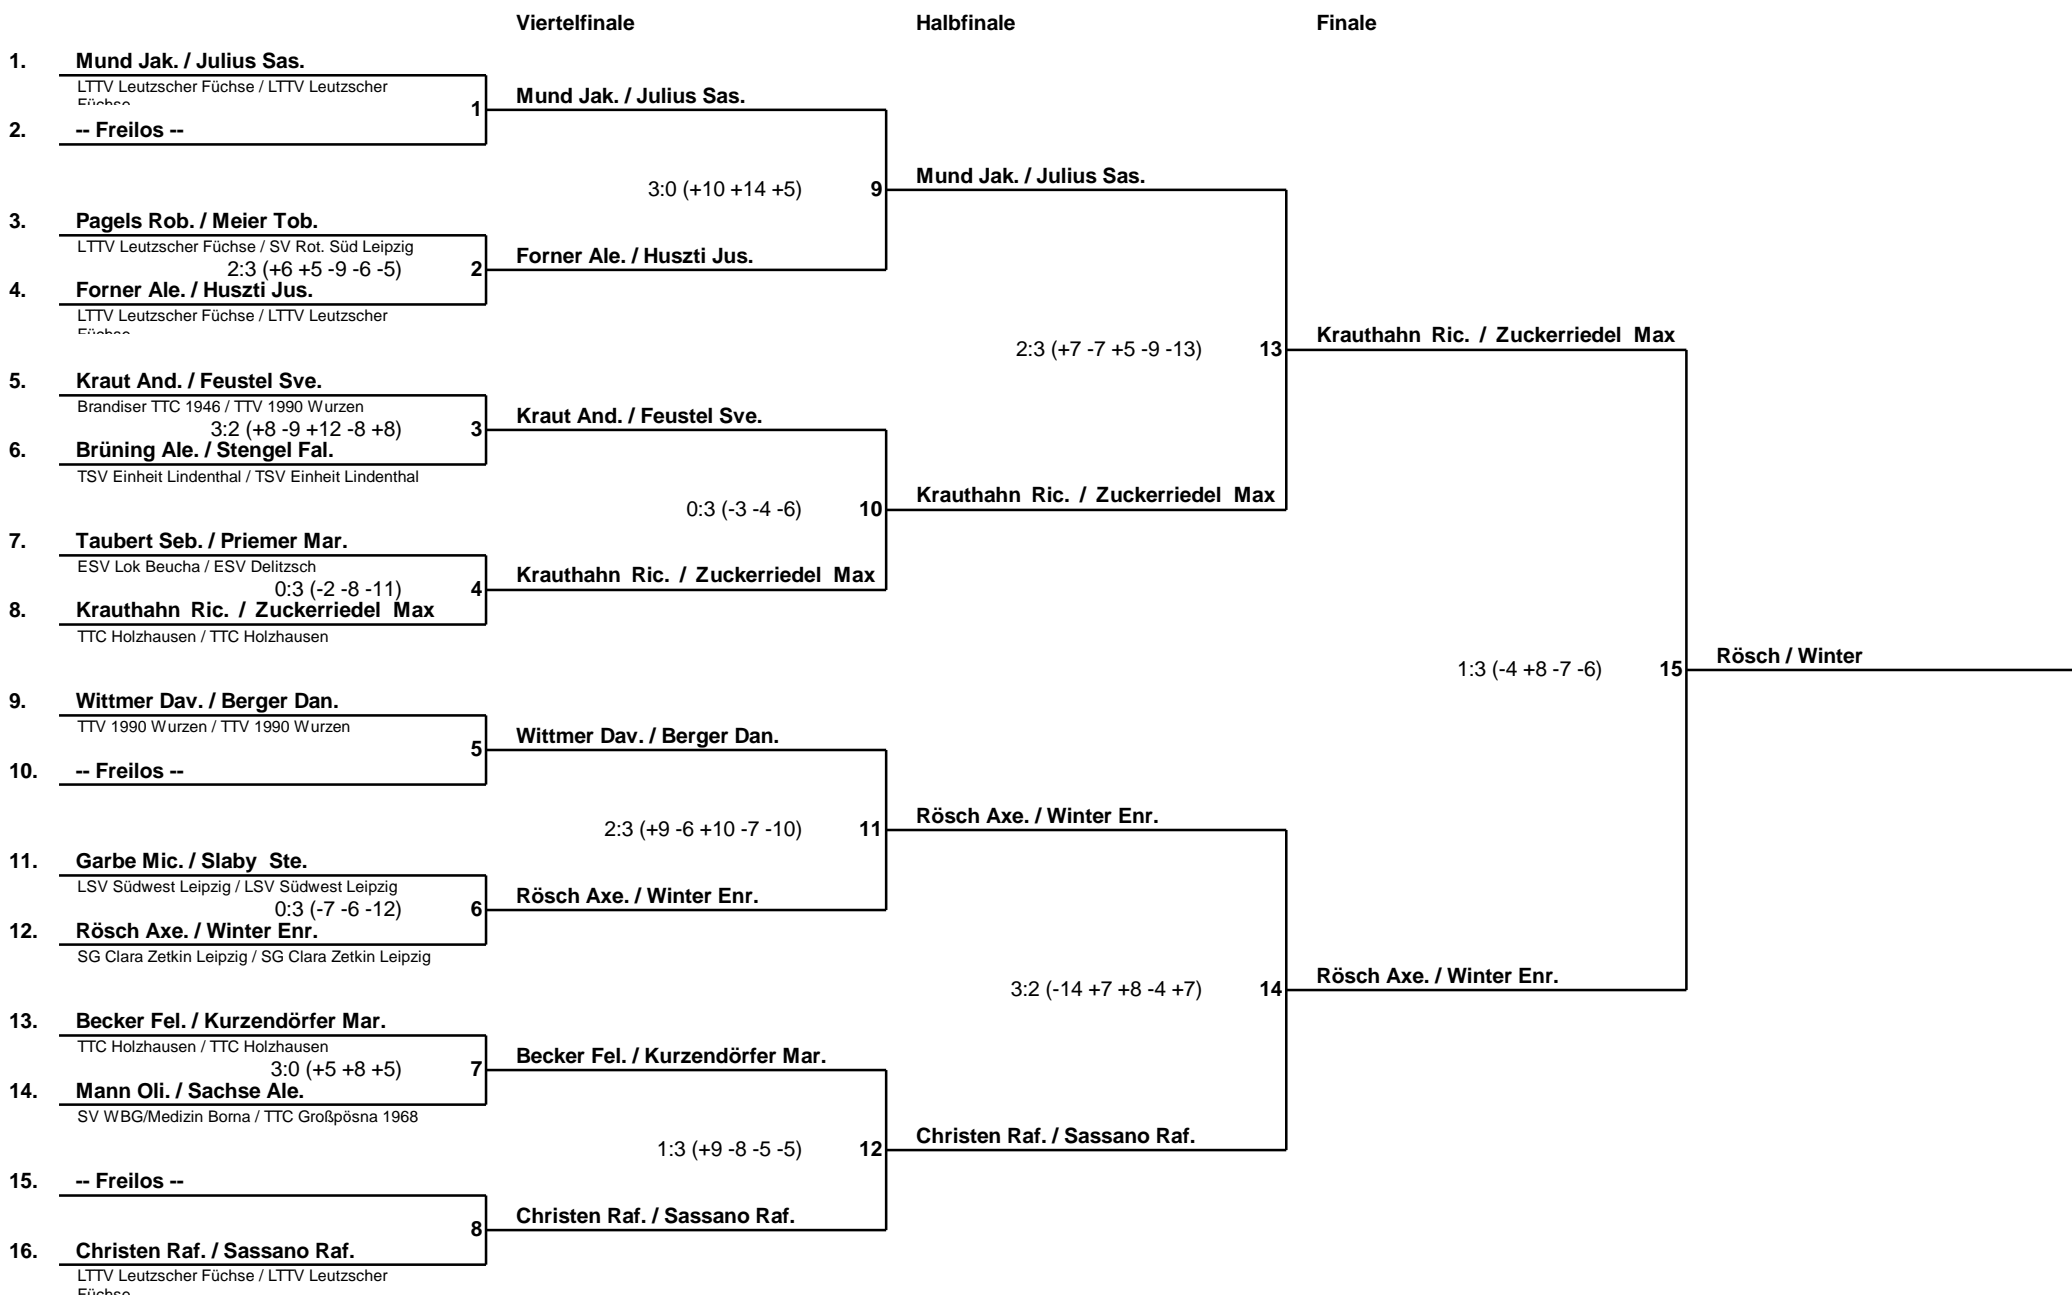 Viertelfinale
Halbfinale
Finale
1. Mund Jak. / Julius Sas.
LTTV Leutzscher Füchse / LTTV Leutzscher
Füchse
1
Mund Jak. / Julius Sas.
2. -- Freilos --
3:0 (+10 +14 +5) 9
Mund Jak. / Julius Sas.
3. Pagels Rob. / Meier Tob.
LTTV Leutzscher Füchse / SV Rot. Süd Leipzig
2:3 (+6 +5 -9 -6 -5) 2
Forner Ale. / Huszti Jus.
4. Forner Ale. / Huszti Jus.
LTTV Leutzscher Füchse / LTTV Leutzscher
Füchse
2:3 (+7 -7 +5 -9 -13) 13
Krauthahn Ric. / Zuckerriedel Max
5. Kraut And. / Feustel Sve.
Brandiser TTC 1946 / TTV 1990 Wurzen
3:2 (+8 -9 +12 -8 +8) 3
Kraut And. / Feustel Sve.
6. Brüning Ale. / Stengel Fal.
TSV Einheit Lindenthal / TSV Einheit Lindenthal
0:3 (-3 -4 -6) 10
Krauthahn Ric. / Zuckerriedel Max
7. Taubert Seb. / Priemer Mar.
ESV Lok Beucha / ESV Delitzsch
0:3 (-2 -8 -11) 4
Krauthahn Ric. / Zuckerriedel Max
8. Krauthahn Ric. / Zuckerriedel Max
TTC Holzhausen / TTC Holzhausen
1:3 (-4 +8 -7 -6) 15
Rösch / Winter
9. Wittmer Dav. / Berger Dan.
TTV 1990 Wurzen / TTV 1990 Wurzen
5
Wittmer Dav. / Berger Dan.
10. -- Freilos --
2:3 (+9 -6 +10 -7 -10) 11
Rösch Axe. / Winter Enr.
11. Garbe Mic. / Slaby Ste.
LSV Südwest Leipzig / LSV Südwest Leipzig
0:3 (-7 -6 -12) 6
Rösch Axe. / Winter Enr.
12. Rösch Axe. / Winter Enr.
SG Clara Zetkin Leipzig / SG Clara Zetkin Leipzig
3:2 (-14 +7 +8 -4 +7) 14
Rösch Axe. / Winter Enr.
13. Becker Fel. / Kurzendörfer Mar.
TTC Holzhausen / TTC Holzhausen
3:0 (+5 +8 +5) 7
Becker Fel. / Kurzendörfer Mar.
14. Mann Oli. / Sachse Ale.
SV WBG/Medizin Borna / TTC Großpösna 1968
1:3 (+9 -8 -5 -5) 12
Christen Raf. / Sassano Raf.
15. -- Freilos --
8
Christen Raf. / Sassano Raf.
16. Christen Raf. / Sassano Raf.
LTTV Leutzscher Füchse / LTTV Leutzscher
Füchse